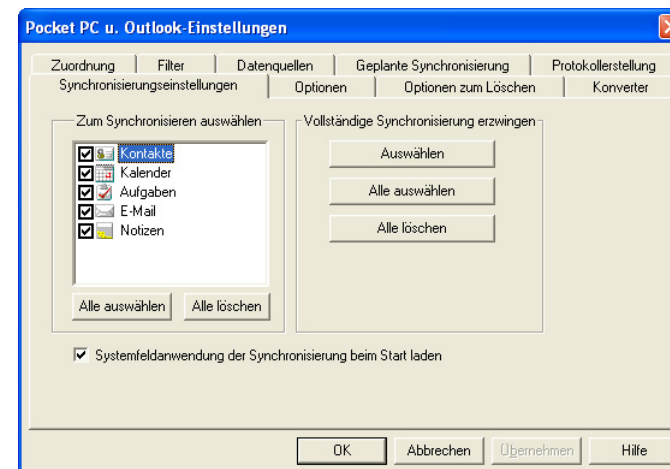 Pocket PC u. Outlook-Einstellungen
Zuordnung Filter Datenquellen Geplante Synchronisierung Protokollerstellung
Synchronisierungseinstellungen Optionen Optionen zum Löschen Konverter
Zum Synchronisieren auswählen
Kontakte
Kalender
Aufgaben
E-Mail
Notizen
Alle auswählen Alle löschen
Vollständige Synchronisierung erzwingen
Auswählen
Alle auswählen
Alle löschen
Systemfeldanwendung der Synchronisierung beim Start laden
OK Abbrechen Übernehmen Hilfe